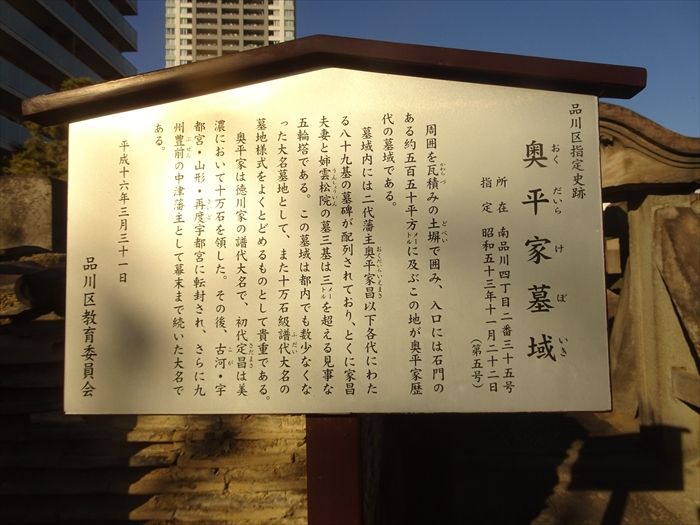 品川区指定史跡
奥平家墓域
おくだいらけぼいき
所在 南品川四丁目二番三十五号
指定 昭和五十三年十一月二十二日
(第五号)
周囲を瓦積みの土塀で囲み、入口には石門の
ある約五百五十平方メートルに及ぶこの地が奥平家歴
代の墓域である。
墓域内には二代藩主奥平家昌以下各代にわた
る八十九基の墓碑が配列されており、とくに家昌
夫妻と姉雲松院の墓三基は三メートルを超える見事な
五輪塔である。この墓域は都内でも数少なくな
った大名墓地として、また十万石級譜代大名の
墓地様式をよくとどめるものとして貴重である。
奥平家は徳川家の譜代大名で、初代定昌は美
濃において十万石を領した。その後、古河・宇
都宮・山形・再度宇都宮に転封され、さらに九
州豊前の中津藩主として幕末まで続いた大名で
ある。
平成十六年三月三十一日
品川区教育委員会